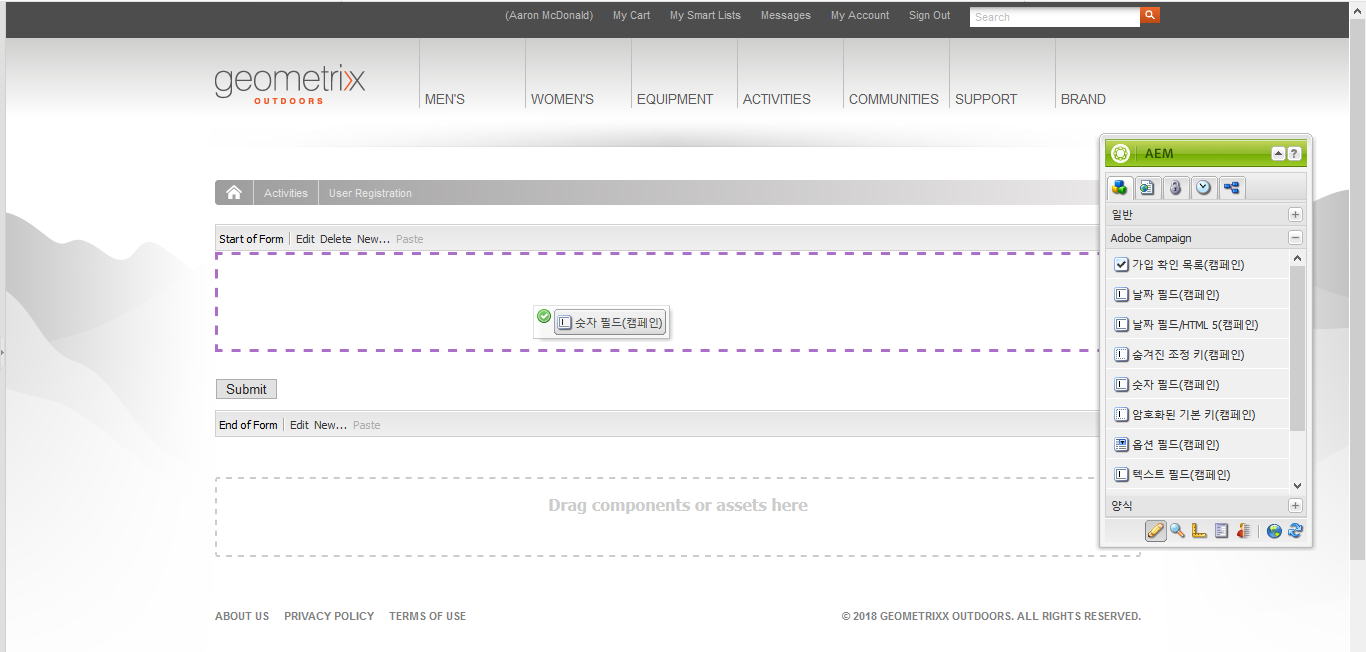 (Aaron McDonald) My Cart My Smart Lists Messages My Account Sign Out Search
geometrixx
OUTDOORS
MEN'S WOMEN'S EQUIPMENT ACTIVITIES COMMUNITIES SUPPORT BRAND
AEM
?
Activities User Registration
일반
Adobe Campaign
Start of Form Edit Delete New... Paste
가입 확인 목록(캠페인)
날짜 필드(캠페인)
숫자 필드(캠페인)
날짜 필드/HTML 5(캠페인)
숨겨진 조정 키(캠페인)
숫자 필드(캠페인)
암호화된 기본 키(캠페인)
옵션 필드(캠페인)
텍스트 필드(캠페인)
양식
Submit
End of Form Edit New... Paste
Drag components or assets here
ABOUT US PRIVACY POLICY TERMS OF USE
© 2018 GEOMETRIXX OUTDOORS. ALL RIGHTS RESERVED.